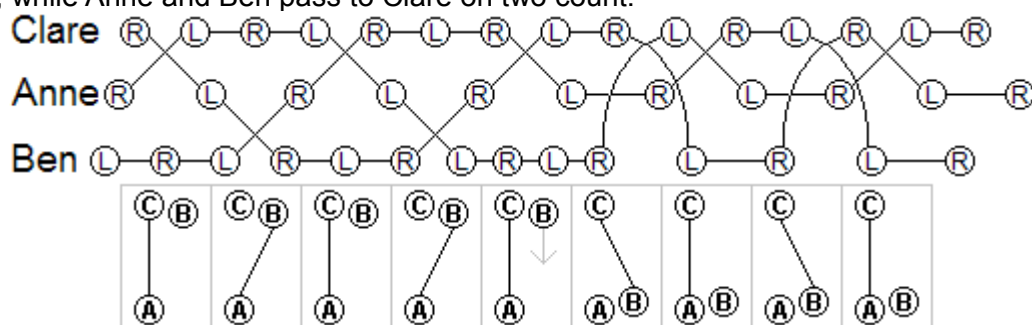 , while Anne and Ben pass to Clare on two count.
Clare R L R L R L R L R L R L R L R
Anne R L R L R L R L R L R
Ben L R L R L R L R L R L R L R
C B C B C B C B C B C C C C
A A A A A A B A B A B A B